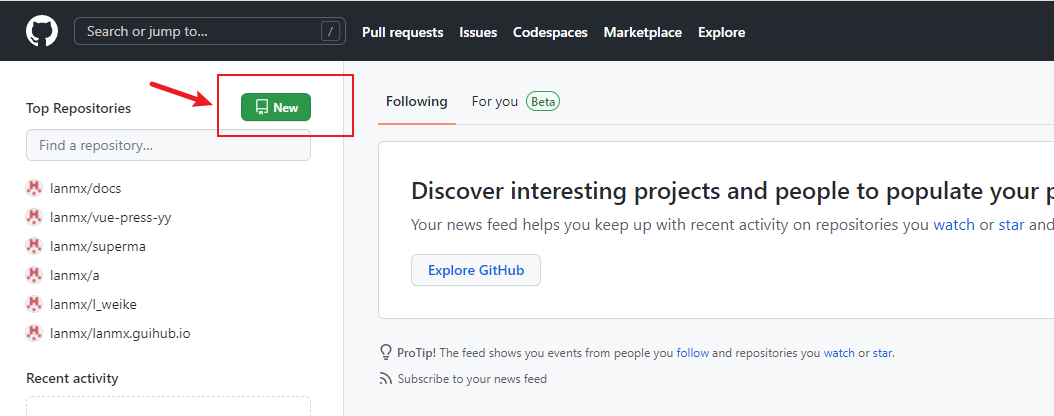 Search or jump to... /
Pull requests Issues Codespaces Marketplace Explore
Top Repositories
New
Find a repository...
lanmx/docs
lanmx/vue-press-yy
lanmx/superma
lanmx/a
lanmx/l_weike
lanmx/lanmx.guihub.io
Recent activity
Following For you Beta
Discover interesting projects and people to populate your p
Your news feed helps you keep up with recent activity on repositories you watch or star and
Explore GitHub
ProTip! The feed shows you events from people you follow and repositories you watch or star.
Subscribe to your news feed